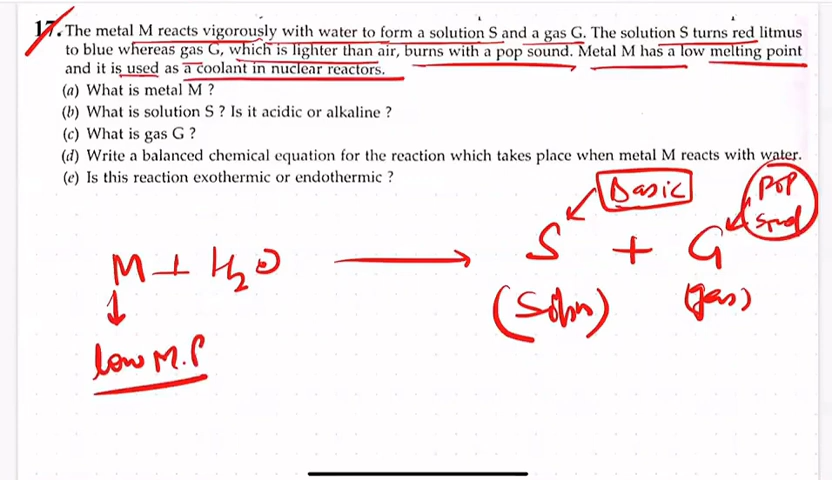 17. The metal M reacts vigorously with water to form a solution S and a gas G. The solution S turns red litmus
to blue whereas gas G, which is lighter than air, burns with a pop sound. Metal M has a low melting point
and it is used as a coolant in nuclear reactors.
(a) What is metal M ?
(b) What is solution S ? Is it acidic or alkaline ?
(c) What is gas G ?
(d) Write a balanced chemical equation for the reaction which takes place when metal M reacts with water.
(e) Is this reaction exothermic or endothermic ?
Basic
POP
Sound
M + H2O → S + G
(Soln) (gas)
low M.P